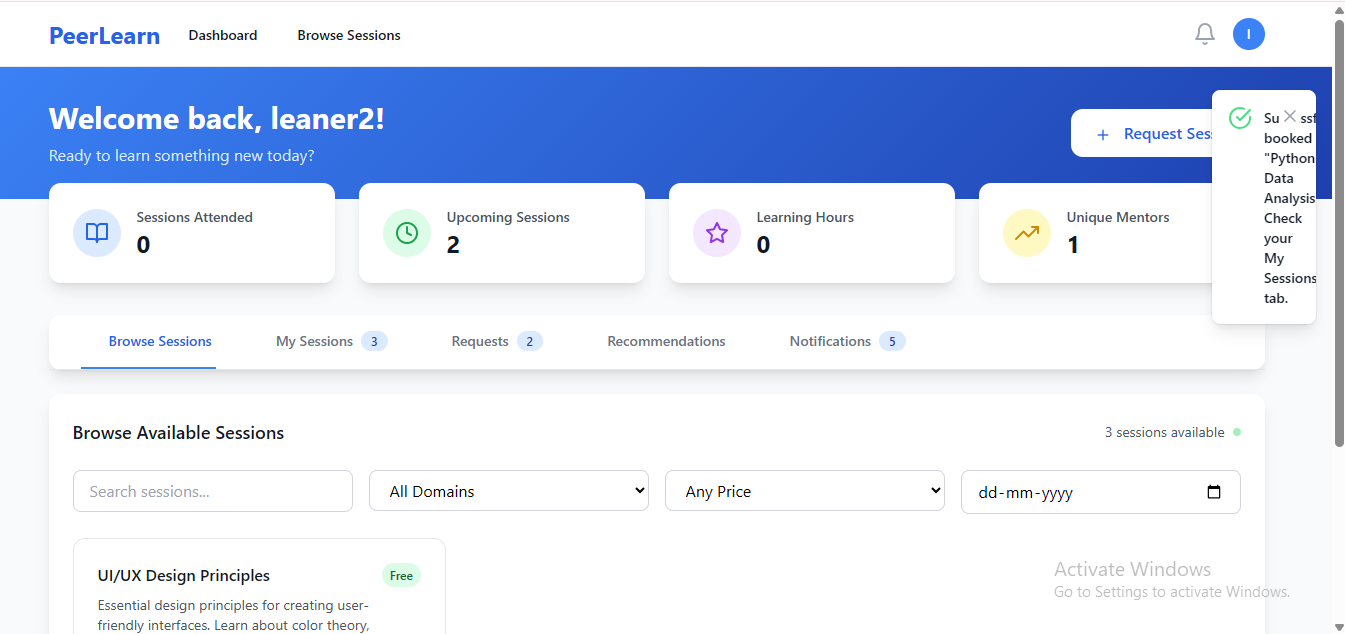 PeerLearn Dashboard Browse Sessions I
Welcome back, leaner2!
Ready to learn something new today?
Request Sess
Su ssf
booked
"Python
Data
Analysis
Check
your
My
Sessions
tab.
Sessions Attended
0
Upcoming Sessions
2
Learning Hours
0
Unique Mentors
1
Browse Sessions My Sessions 3 Requests 2 Recommendations Notifications 5
Browse Available Sessions 3 sessions available
Search sessions... All Domains Any Price dd-mm-yyyy
UI/UX Design Principles Free
Essential design principles for creating user-
friendly interfaces. Learn about color theory,
Activate Windows
Go to Settings to activate Windows.